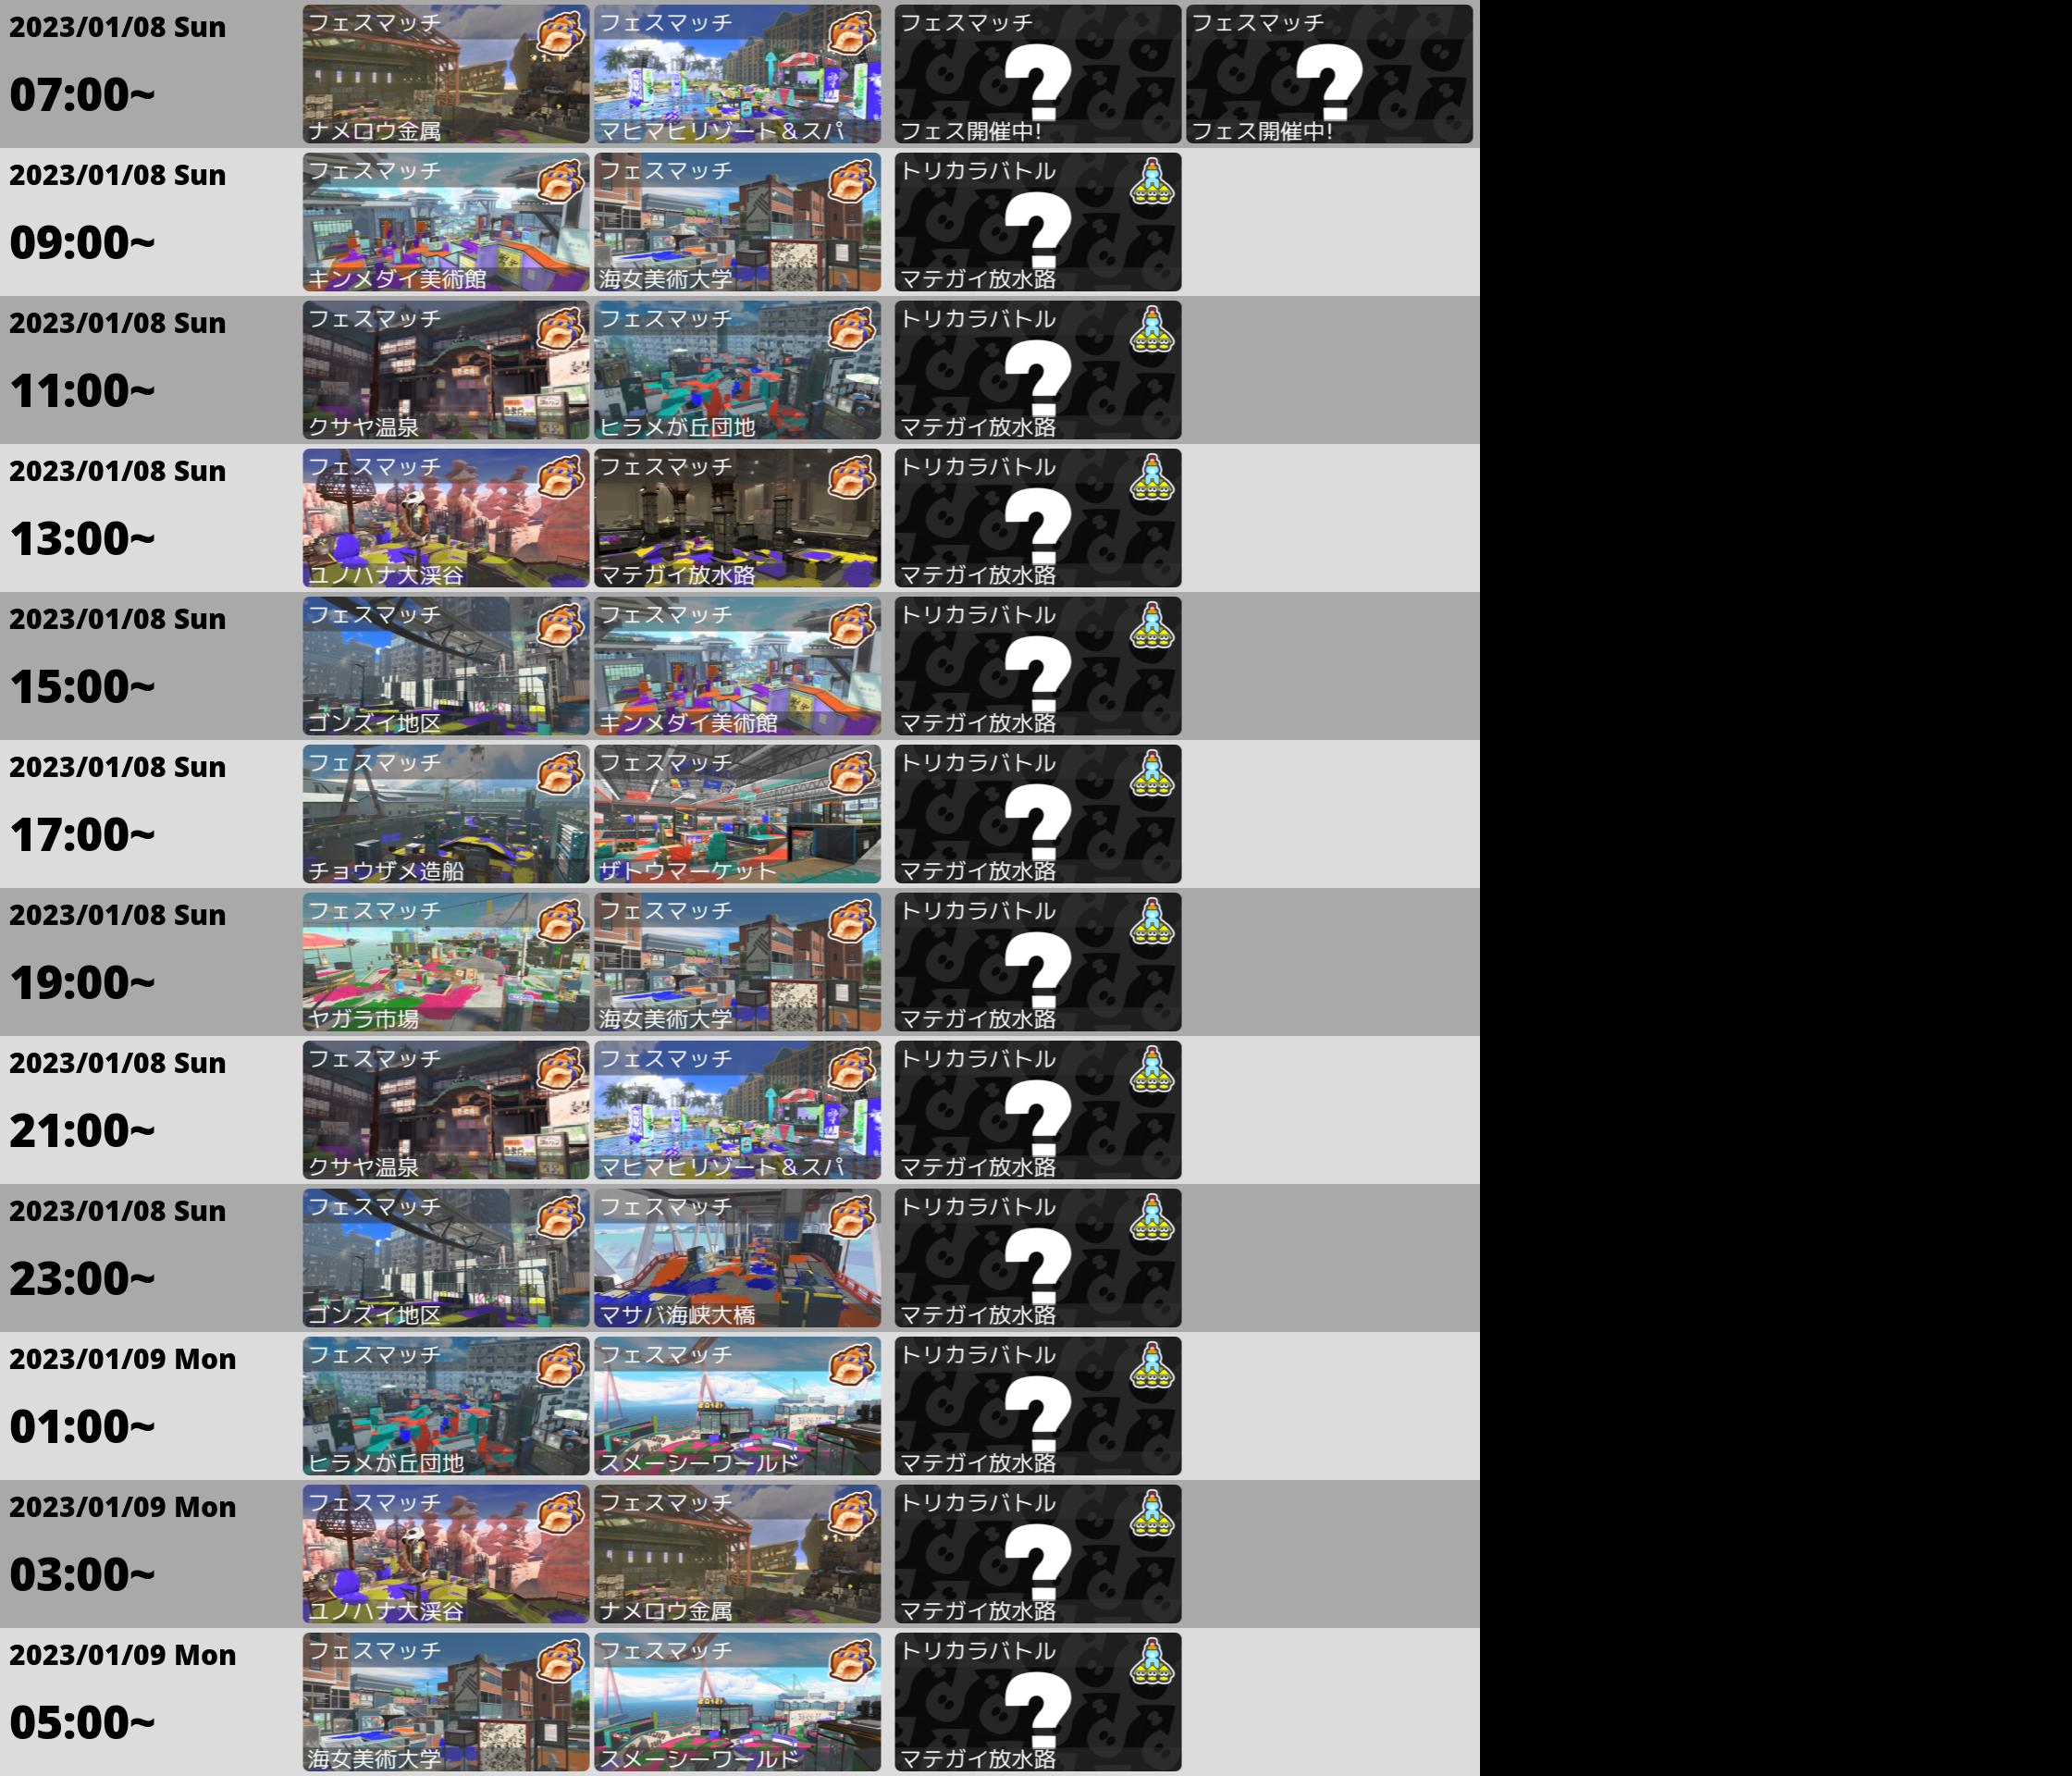 2023/01/08 Sun
07:00~
フェスマッチ
ナメロウ金属
フェスマッチ
マヒマヒリゾート＆スパ
フェスマッチ
フェス開催中!
フェスマッチ
フェス開催中!
2023/01/08 Sun
09:00~
フェスマッチ
キンメダイ美術館
フェスマッチ
海女美術大学
トリカラバトル
マテガイ放水路
2023/01/08 Sun
11:00~
フェスマッチ
クサヤ温泉
フェスマッチ
ヒラメが丘団地
トリカラバトル
マテガイ放水路
2023/01/08 Sun
13:00~
フェスマッチ
ユノハナ大渓谷
フェスマッチ
マテガイ放水路
トリカラバトル
マテガイ放水路
2023/01/08 Sun
15:00~
フェスマッチ
ゴンズイ地区
フェスマッチ
キンメダイ美術館
トリカラバトル
マテガイ放水路
2023/01/08 Sun
17:00~
フェスマッチ
チョウザメ造船
フェスマッチ
ザトウマーケット
トリカラバトル
マテガイ放水路
2023/01/08 Sun
19:00~
フェスマッチ
ヤガラ市場
フェスマッチ
海女美術大学
トリカラバトル
マテガイ放水路
2023/01/08 Sun
21:00~
フェスマッチ
クサヤ温泉
フェスマッチ
マヒマヒリゾート＆スパ
トリカラバトル
マテガイ放水路
2023/01/08 Sun
23:00~
フェスマッチ
ゴンズイ地区
フェスマッチ
マサバ海峡大橋
トリカラバトル
マテガイ放水路
2023/01/09 Mon
01:00~
フェスマッチ
ヒラメが丘団地
フェスマッチ
スメーシーワールド
トリカラバトル
マテガイ放水路
2023/01/09 Mon
03:00~
フェスマッチ
ユノハナ大渓谷
フェスマッチ
ナメロウ金属
トリカラバトル
マテガイ放水路
2023/01/09 Mon
05:00~
フェスマッチ
海女美術大学
フェスマッチ
スメーシーワールド
トリカラバトル
マテガイ放水路